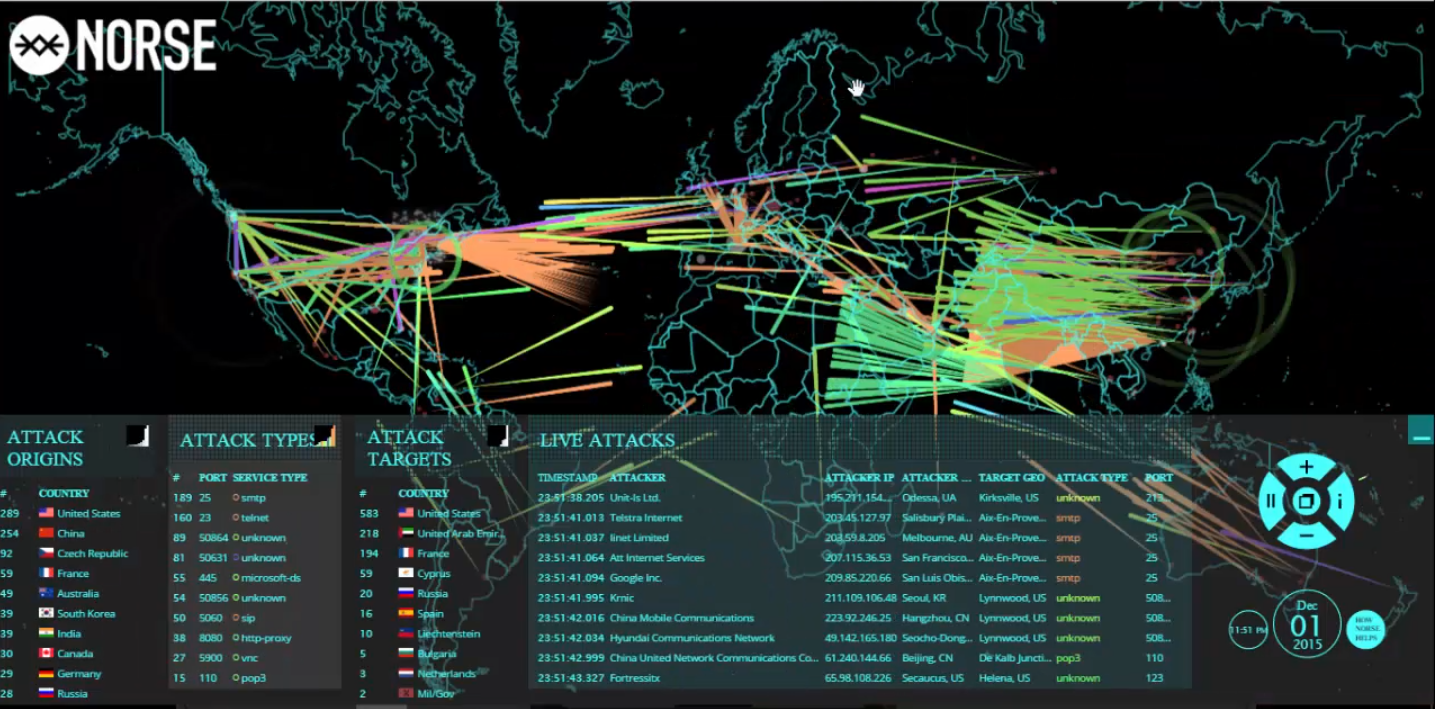 NORSE
ATTACK ORIGINS
# COUNTRY
289 United States
254 China
92 Czech Republic
59 France
49 Australia
39 South Korea
39 India
30 Canada
29 Germany
28 Russia
ATTACK TYPES
# PORT SERVICE TYPE
189 25 smtp
160 23 telnet
89 50864 unknown
81 50631 unknown
55 445 microsoft-ds
54 50856 unknown
50 5060 sip
38 8080 http-proxy
27 5900 vnc
15 110 pop3
ATTACK TARGETS
# COUNTRY
583 United States
218 United Arab Emir...
194 France
59 Cyprus
20 Russia
16 Spain
10 Liechtenstein
5 Bulgaria
3 Netherlands
2 Mil/Gov
LIVE ATTACKS
TIMESTAMP ATTACKER ATTACKER IP ATTACKER ... TARGET GEO ATTACK TYPE PORT
23:51:38.205 Unit-Is Ltd. 195.211.154... Odessa, UA Kirksville, US unknown
23:51:41.013 Telstra Internet 203.45.127.97 Salisbury Plai... Aix-En-Prove... smtp 25
23:51:41.037 Iinet Limited 203.59.8.205 Melbourne, AU Aix-En-Prove... smtp 25
23:51:41.064 Att Internet Services 207.115.36.53 San Francisco... Aix-En-Prove... smtp 25
23:51:41.094 Google Inc. 209.85.220.66 San Luis Obis... Aix-En-Prove... smtp 25
23:51:41.995 Krnic 211.109.106.48 Seoul, KR Lynnwood, US unknown 508...
23:51:42.016 China Mobile Communications 223.92.246.25 Hangzhou, CN Lynnwood, US unknown 508...
23:51:42.034 Hyundai Communications Network 49.142.165.180 Seocho-Dong... Lynnwood, US unknown 508...
23:51:42.999 China United Network Communications Co... 61.240.144.66 Beijing, CN De Kalb Juncti... pop3 110
23:51:43.327 Fortressitx 65.98.108.226 Secaucus, US Helena, US unknown 123
+
i
−
11:51 PM
Dec
01
2015
HOW
NORSE
HELPS